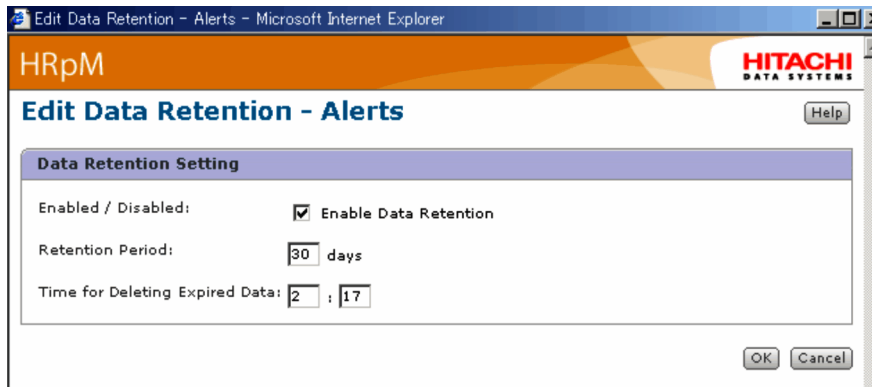 Edit Data Retention - Alerts - Microsoft Internet Explorer
HRpM
HITACHI
DATA SYSTEMS
Edit Data Retention - Alerts
Help
Data Retention Setting
Enabled / Disabled: Enable Data Retention
Retention Period: 30 days
Time for Deleting Expired Data: 2 : 17
OK Cancel